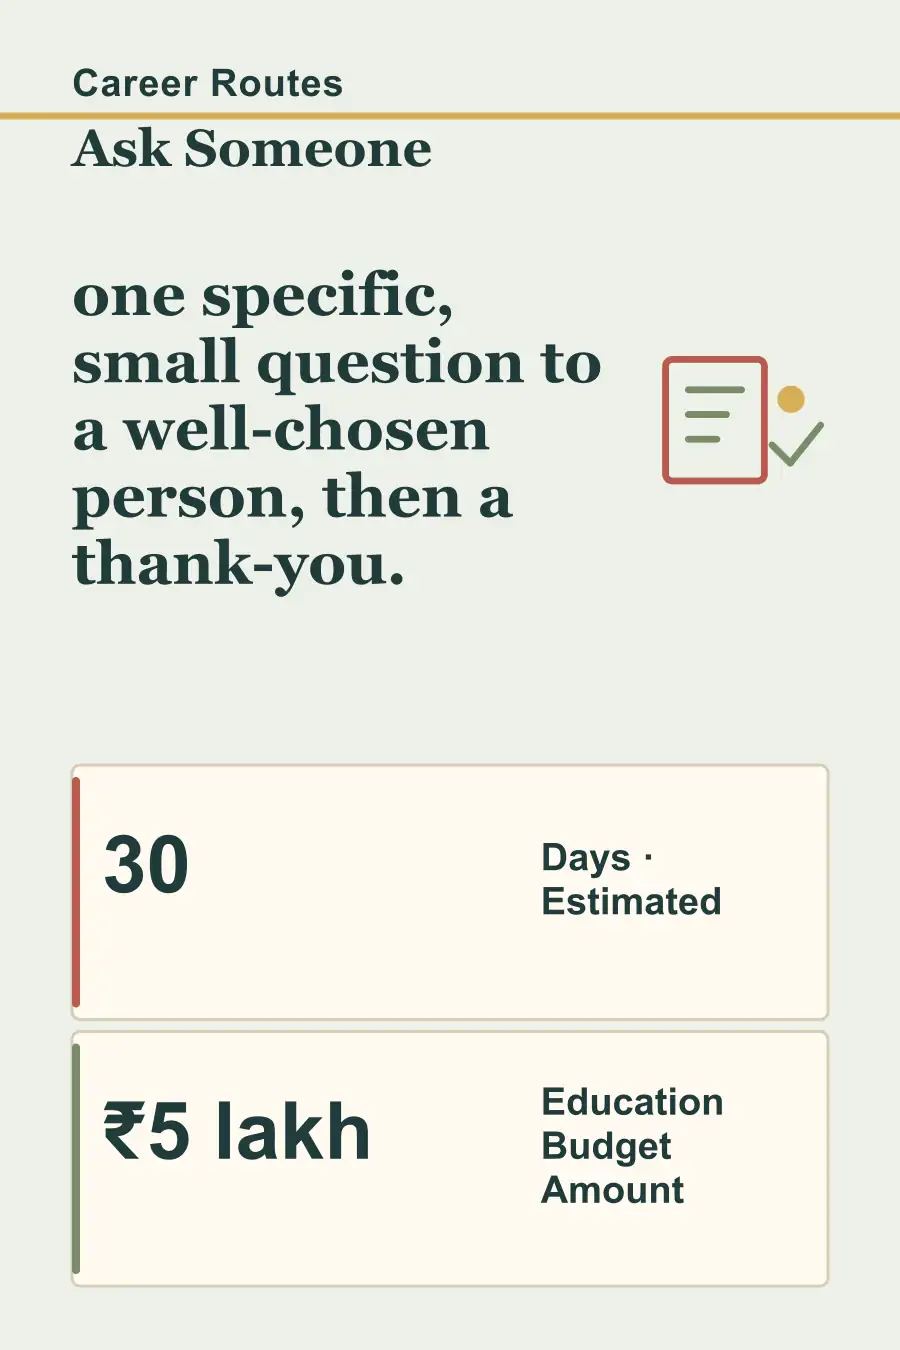 Career Routes
Ask Someone
one specific,
small question to
a well-chosen
person, then a
thank-you.
30
Days ·
Estimated
₹5 lakh
Education
Budget
Amount